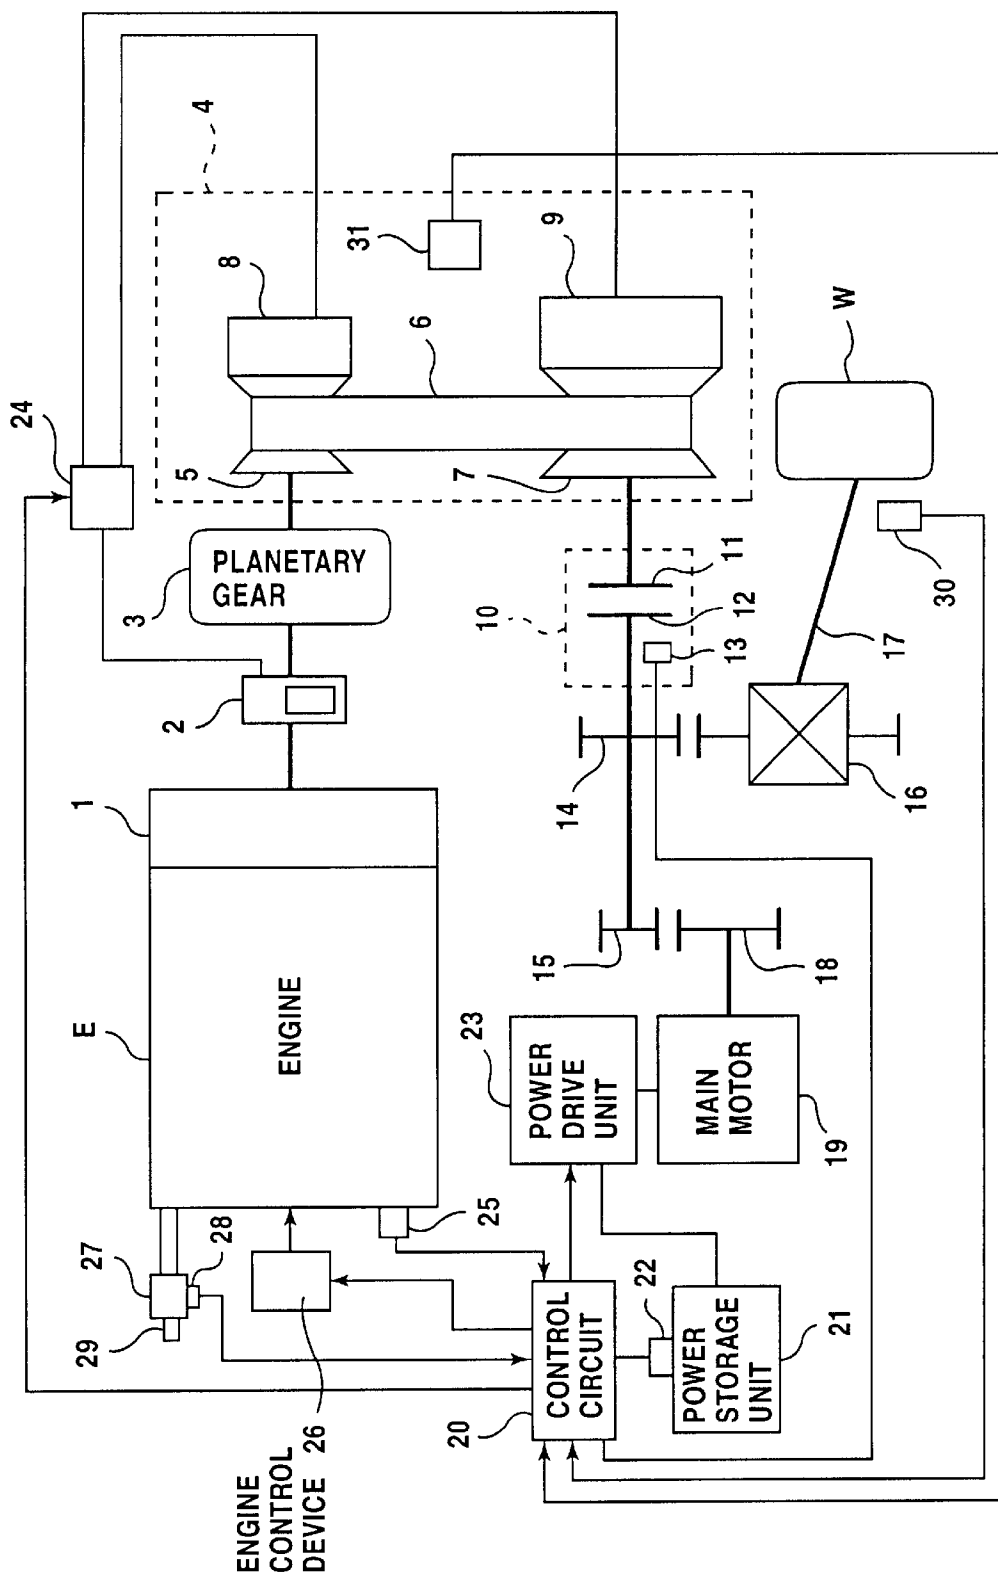 24
4
8
31
9
6
5
7
W
3
PLANETARY
GEAR
2
10
11
12
13
30
17
14
16
1
E
ENGINE
15
18
23
POWER
DRIVE
UNIT
MAIN
MOTOR
19
25
27
28
29
26
ENGINE
CONTROL
DEVICE
CONTROL
CIRCUIT
20
22
POWER
STORAGE
UNIT
21